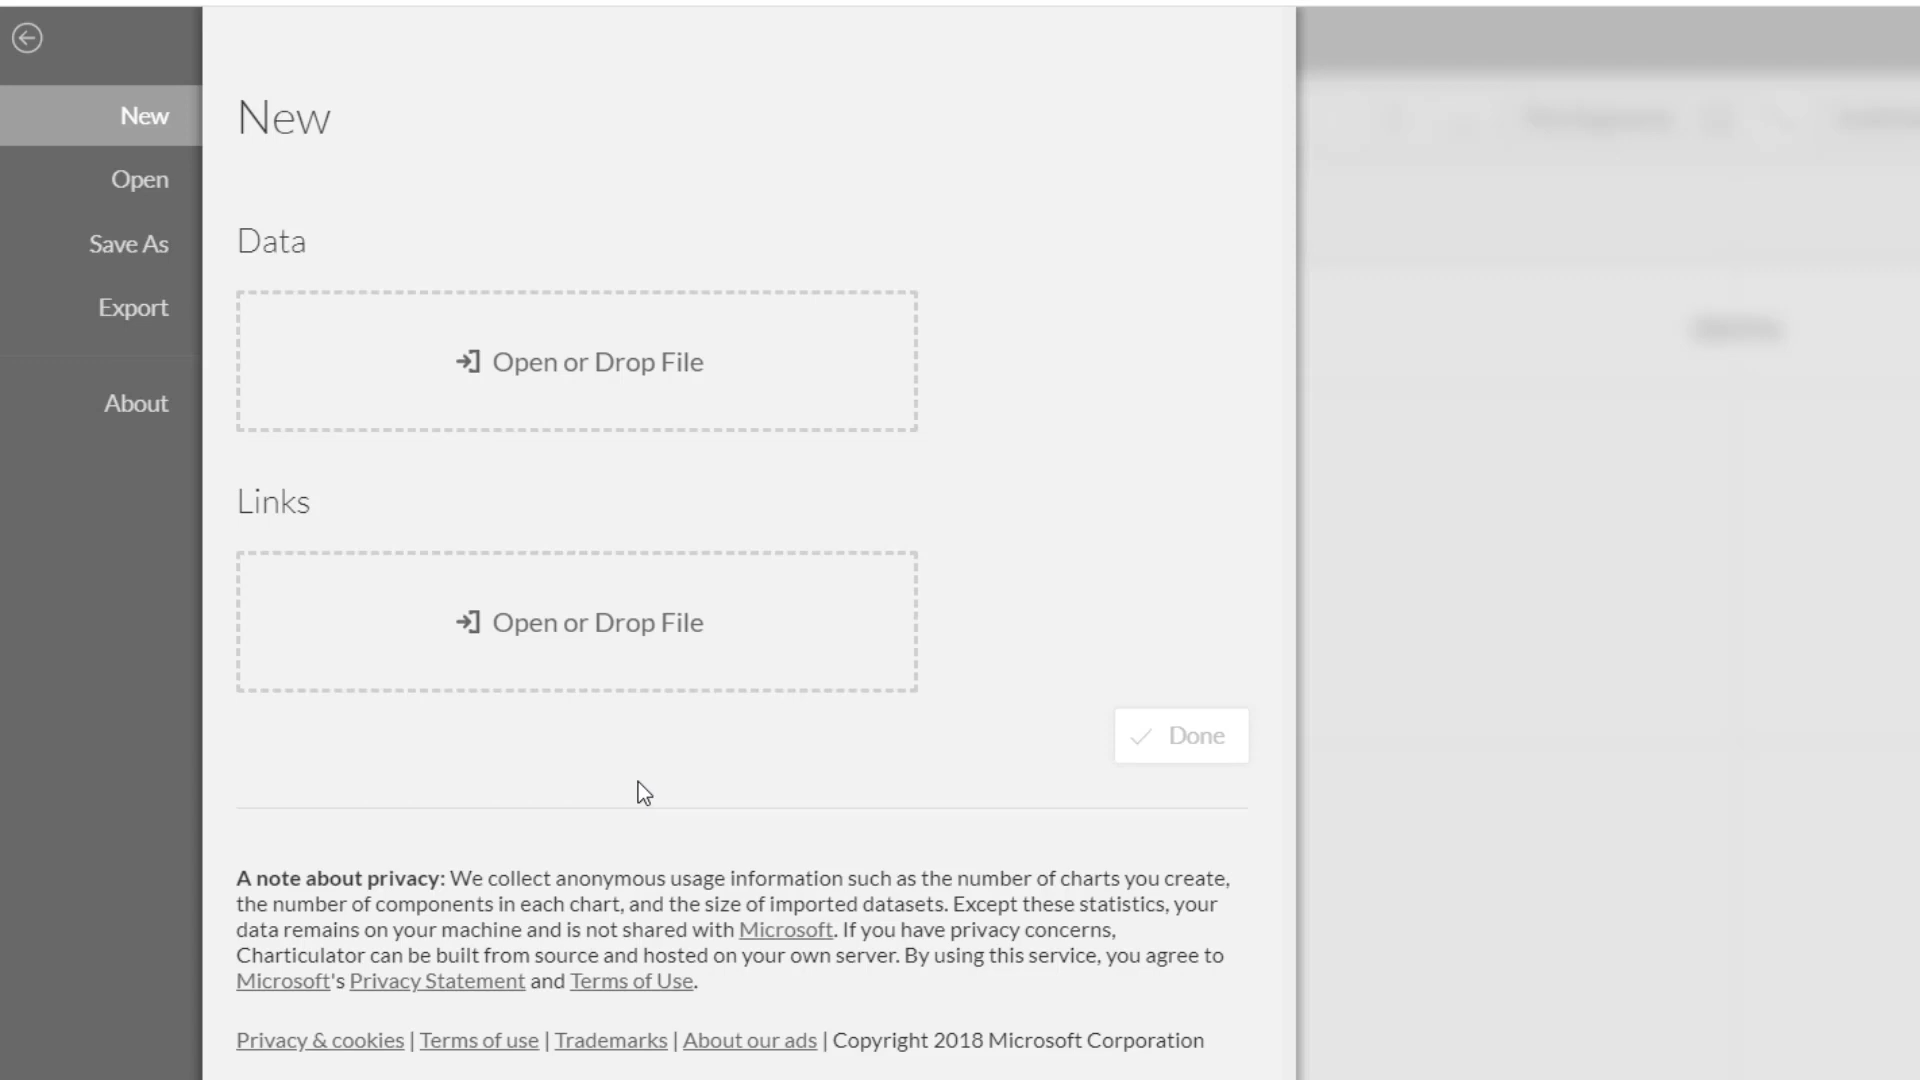 New
Open
Save As
Export
About
New
Data
Open or Drop File
Links
Open or Drop File
Done
A note about privacy: We collect anonymous usage information such as the number of charts you create,
the number of components in each chart, and the size of imported datasets. Except these statistics, your
data remains on your machine and is not shared with Microsoft. If you have privacy concerns,
Charticulator can be built from source and hosted on your own server. By using this service, you agree to
Microsoft's Privacy Statement and Terms of Use.
Privacy & cookies | Terms of use | Trademarks | About our ads | Copyright 2018 Microsoft Corporation